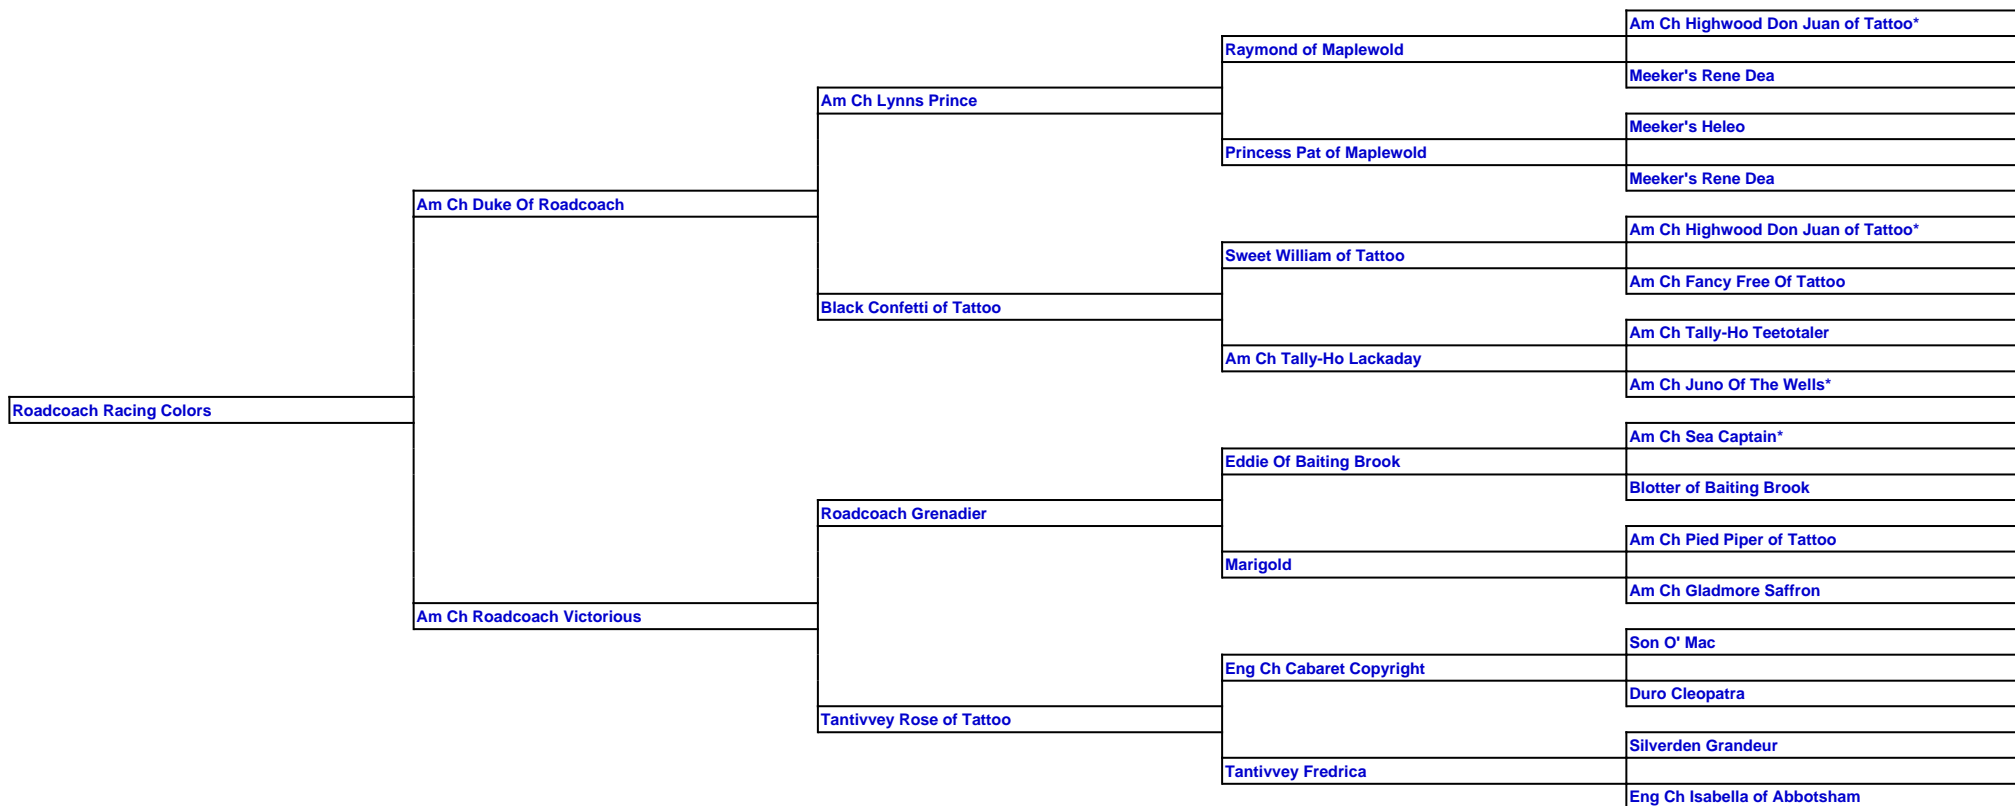 Am Ch Highwood Don Juan of Tattoo*
Raymond of Maplewold
Meeker's Rene Dea
Am Ch Lynns Prince
Meeker's Heleo
Princess Pat of Maplewold
Meeker's Rene Dea
Am Ch Duke Of Roadcoach
Am Ch Highwood Don Juan of Tattoo*
Sweet William of Tattoo
Am Ch Fancy Free Of Tattoo
Black Confetti of Tattoo
Am Ch Tally-Ho Teetotaler
Am Ch Tally-Ho Lackaday
Am Ch Juno Of The Wells*
Roadcoach Racing Colors
Am Ch Sea Captain*
Eddie Of Baiting Brook
Blotter of Baiting Brook
Roadcoach Grenadier
Am Ch Pied Piper of Tattoo
Marigold
Am Ch Gladmore Saffron
Am Ch Roadcoach Victorious
Son O' Mac
Eng Ch Cabaret Copyright
Duro Cleopatra
Tantivvey Rose of Tattoo
Silverden Grandeur
Tantivvey Fredrica
Eng Ch Isabella of Abbotsham